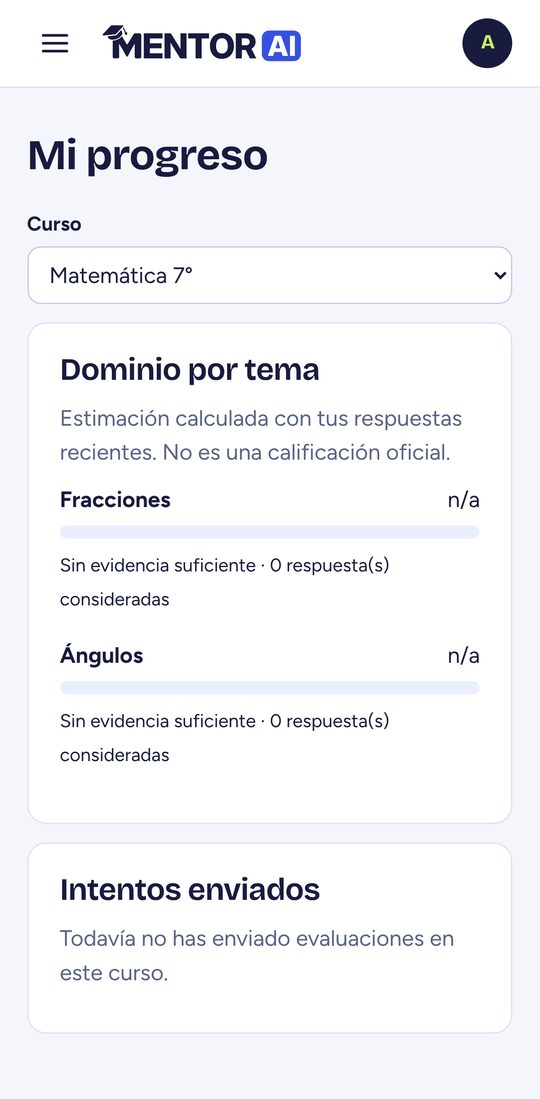 MENTOR AI
A
Mi progreso
Curso
Matemática 7°
Dominio por tema
Estimación calculada con tus respuestas
recientes. No es una calificación oficial.
Fracciones n/a
Sin evidencia suficiente · 0 respuesta(s)
consideradas
Ángulos n/a
Sin evidencia suficiente · 0 respuesta(s)
consideradas
Intentos enviados
Todavía no has enviado evaluaciones en
este curso.